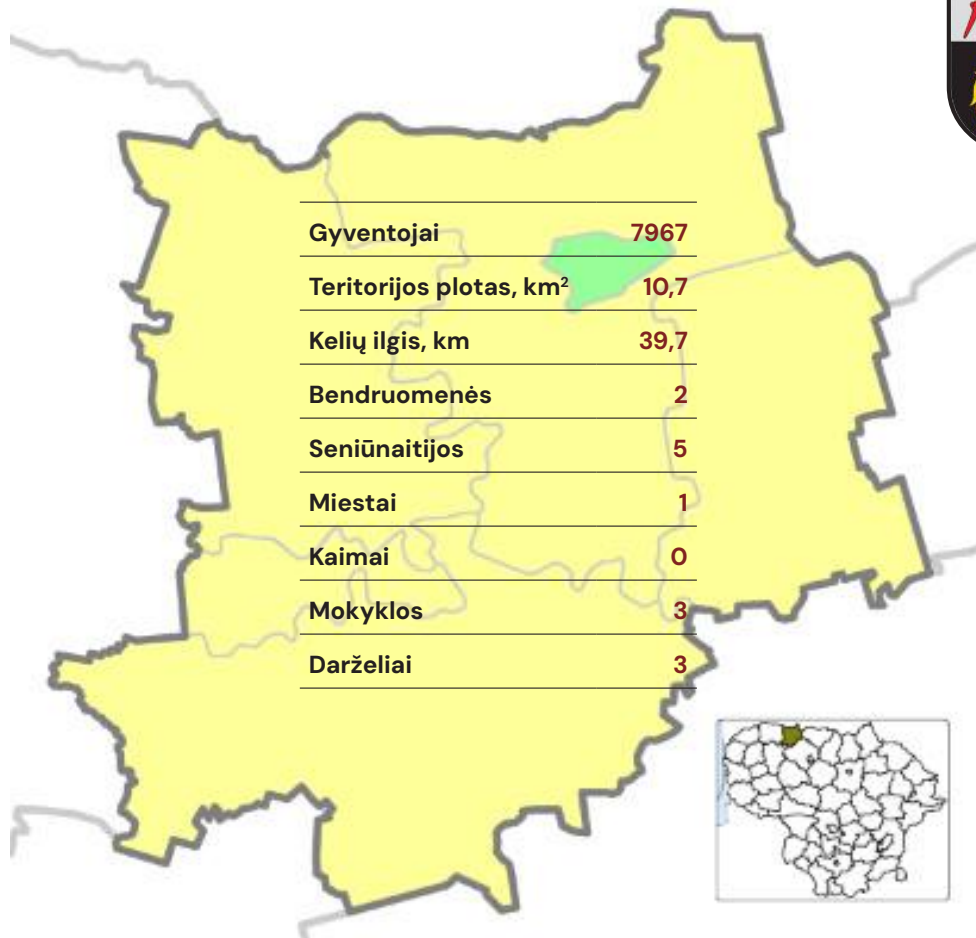 Gyventojai 7967
Teritorijos plotas, km² 10,7
Kelių ilgis, km 39,7
Bendruomenės 2
Seniūnaitijos 5
Miestai 1
Kaimai 0
Mokyklos 3
Darželiai 3